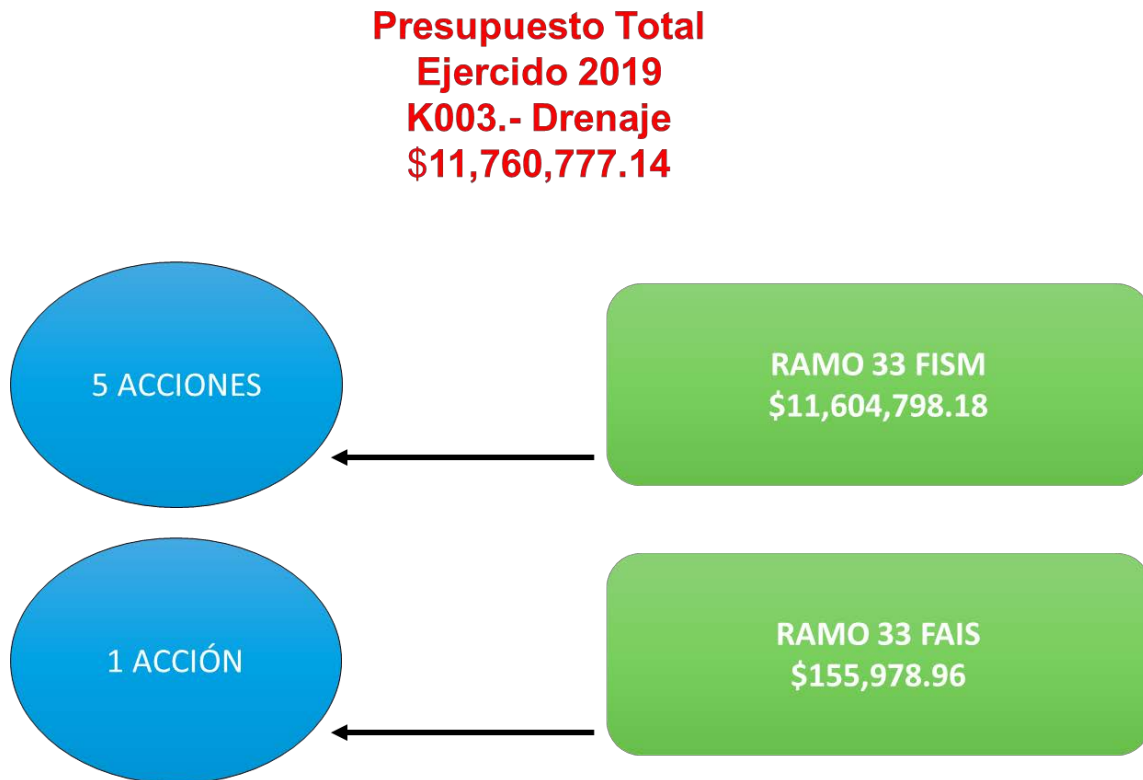 Presupuesto Total
Ejercido 2019
K003.- Drenaje
$11,760,777.14
5 ACCIONES
RAMO 33 FISM
$11,604,798.18
1 ACCIÓN
RAMO 33 FAIS
$155,978.96